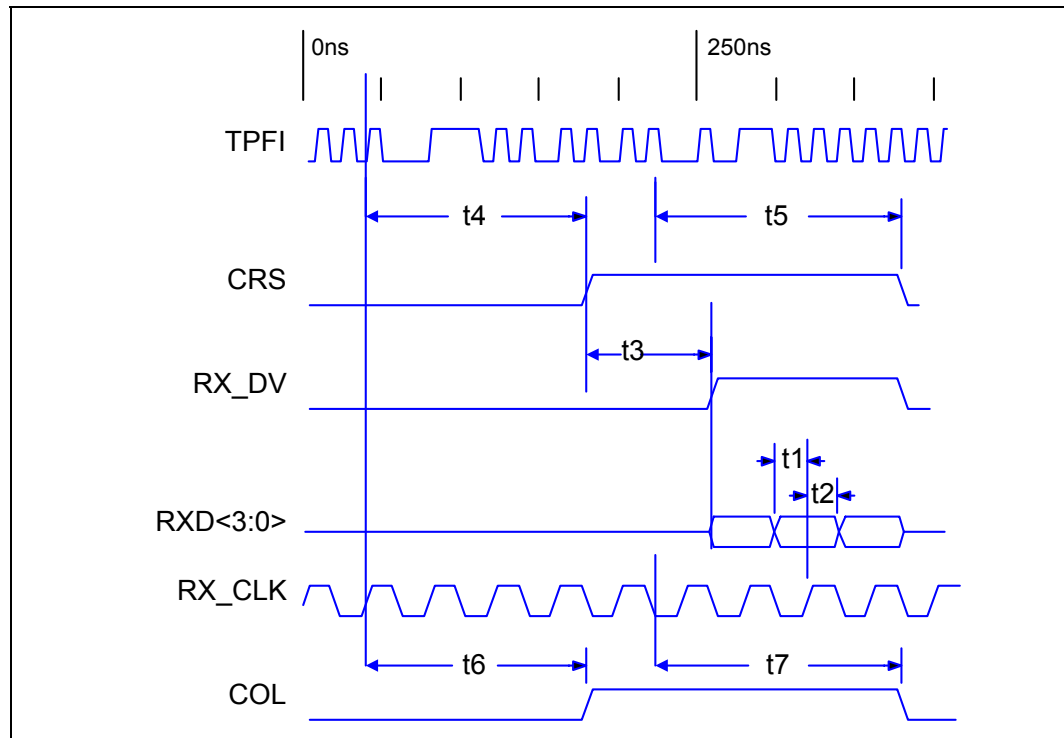 0ns 250ns
TPFI
t4 t5
CRS
t3
RX_DV
t1
t2
RXD<3:0>
RX_CLK
t6 t7
COL